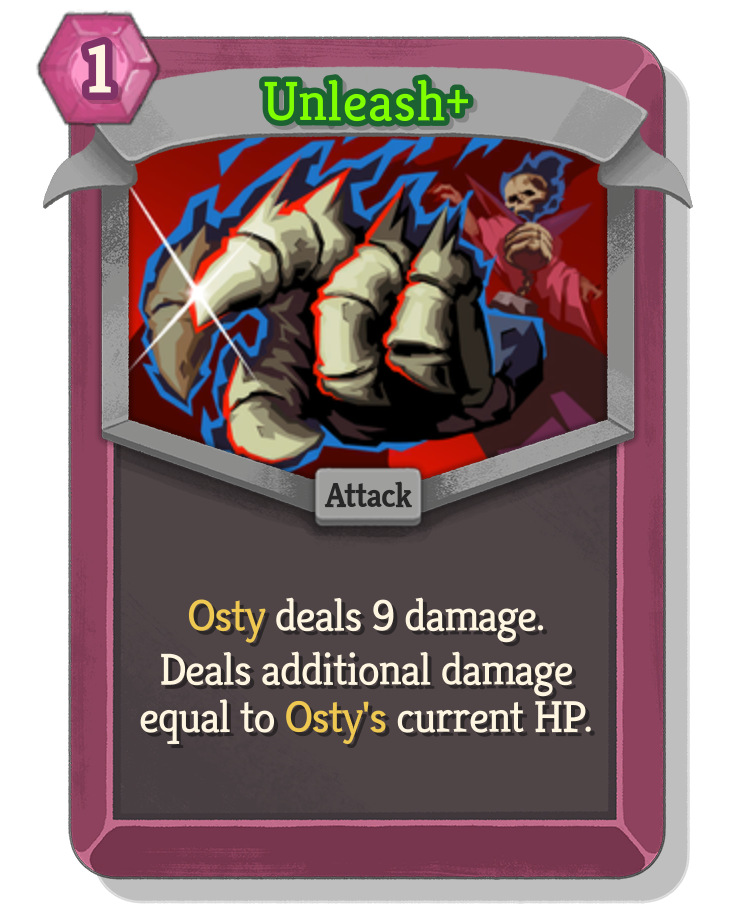 1
Unleash+
Attack
Osty deals 9 damage.
Deals additional damage
equal to Osty's current HP.